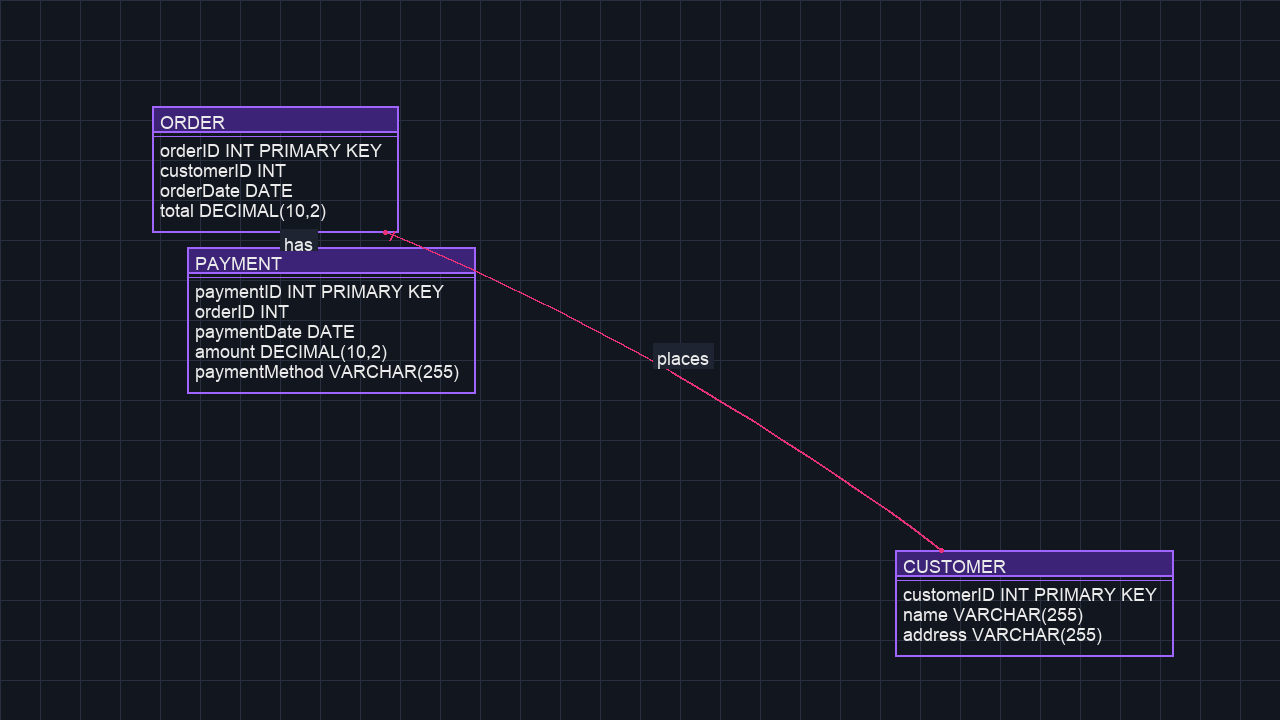 ORDER
orderID INT PRIMARY KEY
customerID INT
orderDate DATE
total DECIMAL(10,2)
has
PAYMENT
paymentID INT PRIMARY KEY
orderID INT
paymentDate DATE
amount DECIMAL(10,2)
paymentMethod VARCHAR(255)
places
CUSTOMER
customerID INT PRIMARY KEY
name VARCHAR(255)
address VARCHAR(255)